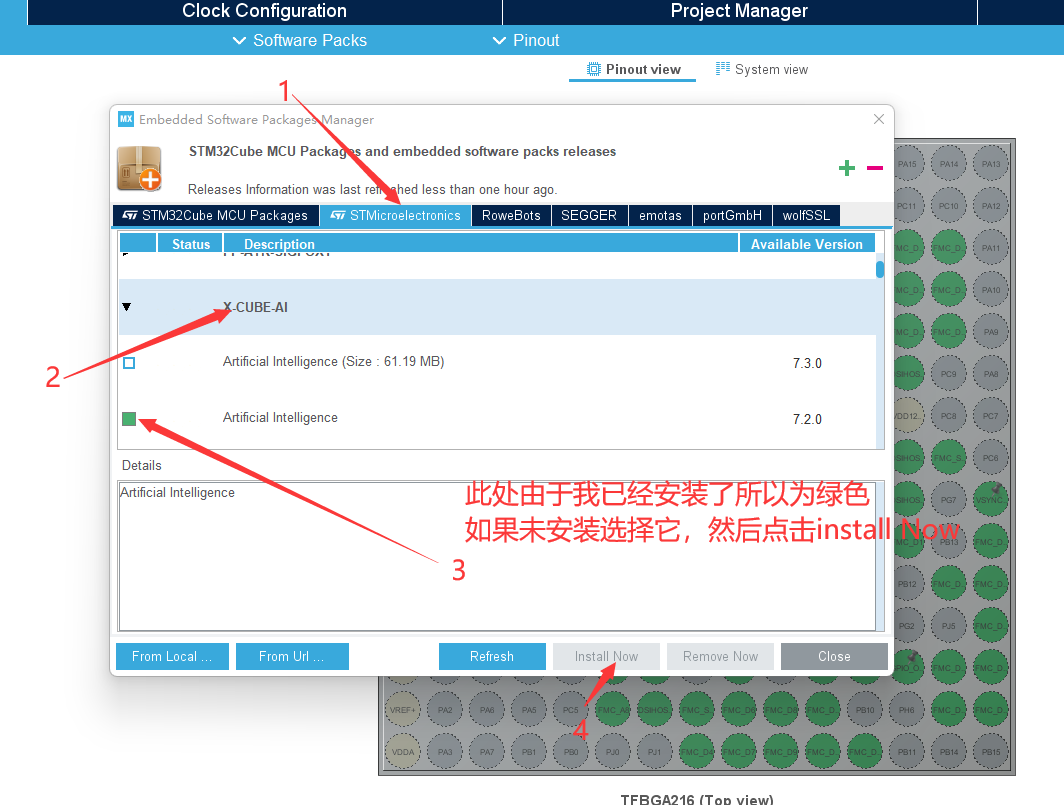 Clock Configuration
Project Manager
Software Packs
Pinout
Pinout view
System view
1
MX Embedded Software Packages Manager
STM32Cube MCU Packages and embedded software packs releases
Releases Information was last refreshed less than one hour ago.
STM32Cube MCU Packages
STMicroelectronics
RoweBots
SEGGER
emotas
portGmbH
wolfSSL
Status
Description
Available Version
X-CUBE-AI
2
Artificial Intelligence (Size : 61.19 MB)
7.3.0
Artificial Intelligence
7.2.0
Details
Artificial Intelligence
此处由于我已经安装了所以为绿色
如果未安装选择它，然后点击install Now
3
From Local ...
From Url ...
Refresh
Install Now
Remove Now
Close
4
PA15 PA14 PA13
PC11 PC10 PA12
FMC_D.. FMC_D.. PA11
FMC_D.. FMC_D.. PA10
FMC_D.. FMC_D.. PA9
PC9 PA8
VDD12.. PC8 PC7
FMC_S.. PC6
PG7 VSYNC
FMC_D1 PB13 FMC_D..
PB12 FMC_D.. FMC_D..
PG2 PJ5 FMC_D..
FMC_D.. FMC_D..
VREF+ PA2 PA6 PA5 PC5 FMC_A6 DSIHOS.. FMC_S.. FMC_D6 FMC_D8 FMC_D.. PB10 PH6 FMC_D.. FMC_D..
VDDA PA3 PA7 PB1 PB0 PJ0 PJ1 FMC_D4 FMC_D7 FMC_D9 FMC_D.. FMC_D.. PB11 PB14 PB15
TFBGA216 (Top view)